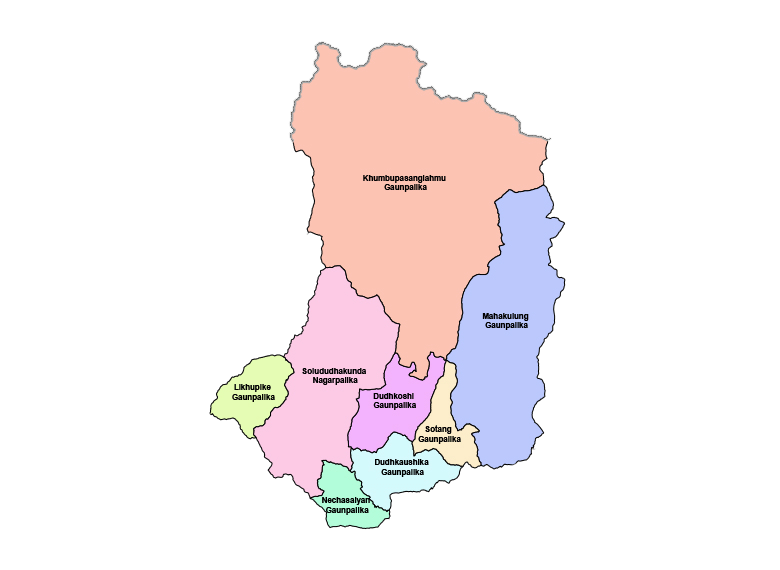 Khumbupasanglahmu
Gaunpalika
Mahakulung
Gaunpalika
Solududhakunda
Nagarpalika
Likhupike
Gaunpalika
Dudhkoshi
Gaunpalika
Sotang
Gaunpalika
Dudhkaushika
Gaunpalika
Nechasalyan
Gaunpalika